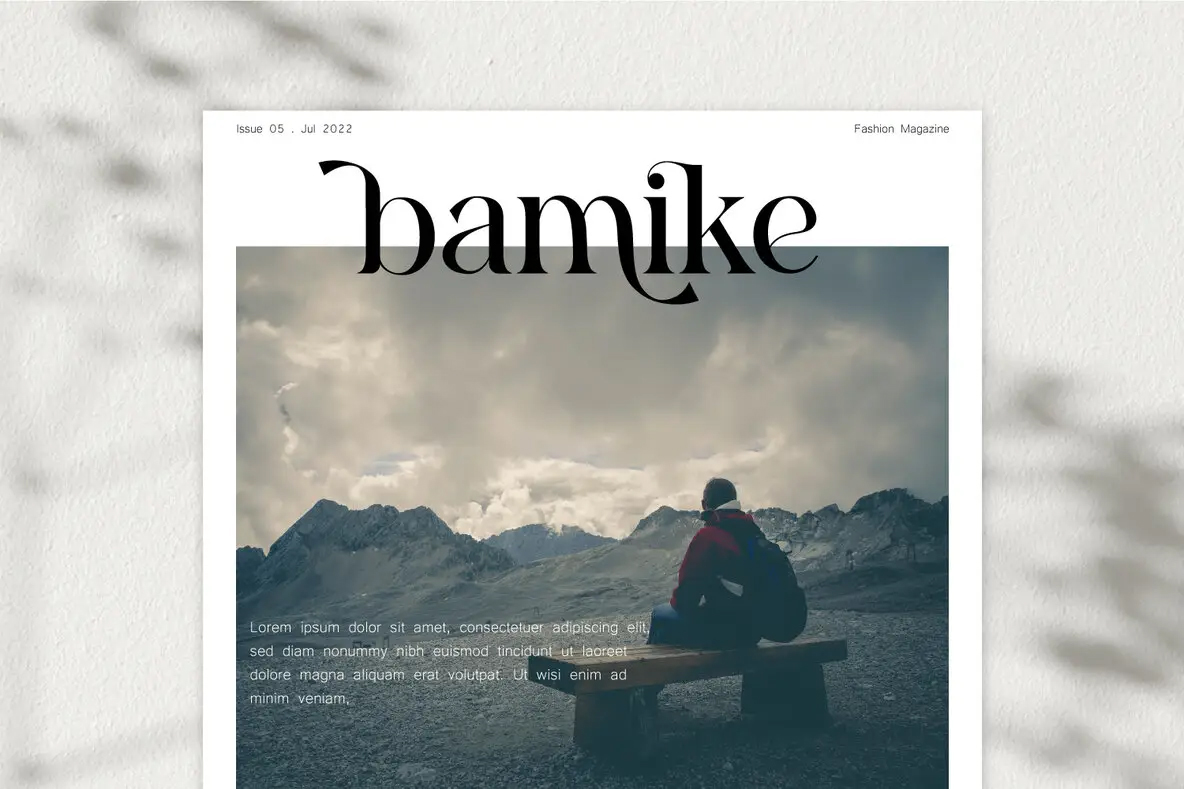 Issue 05 . Jul 2022
Fashion Magazine
bamike
Lorem ipsum dolor sit amet, consectetuer adipiscing elit,
sed diam nonummy nibh euismod tincidunt ut laoreet
dolore magna aliquam erat volutpat. Ut wisi enim ad
minim veniam,